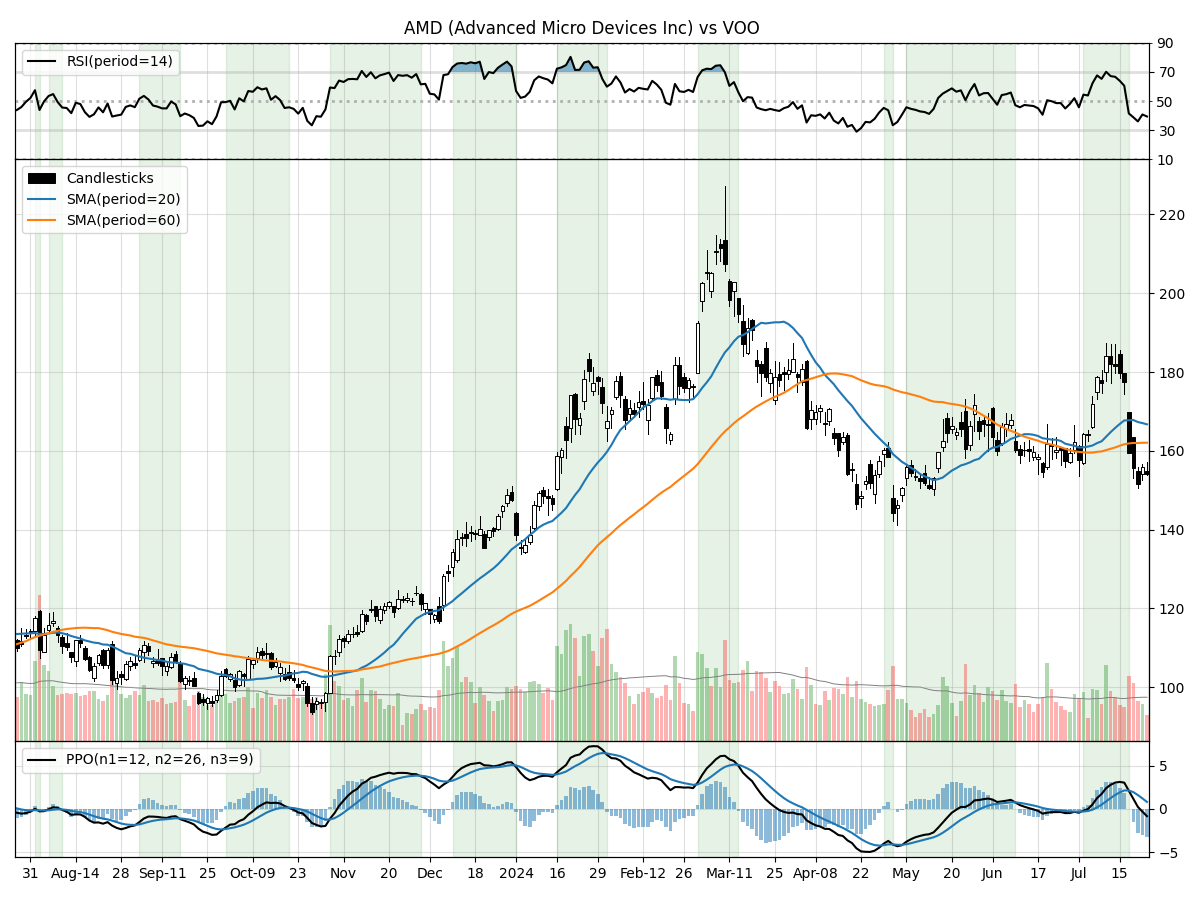 AMD (Advanced Micro Devices Inc) vs VOO
RSI(period=14)
90
70
50
30
10
Candlesticks
SMA(period=20)
SMA(period=60)
220
200
180
160
140
120
100
PPO(n1=12, n2=26, n3=9)
5
0
−5
31 Aug-14 28 Sep-11 25 Oct-09 23 Nov 20 Dec 18 2024 16 29 Feb-12 26 Mar-11 25 Apr-08 22 May 20 Jun 17 Jul 15